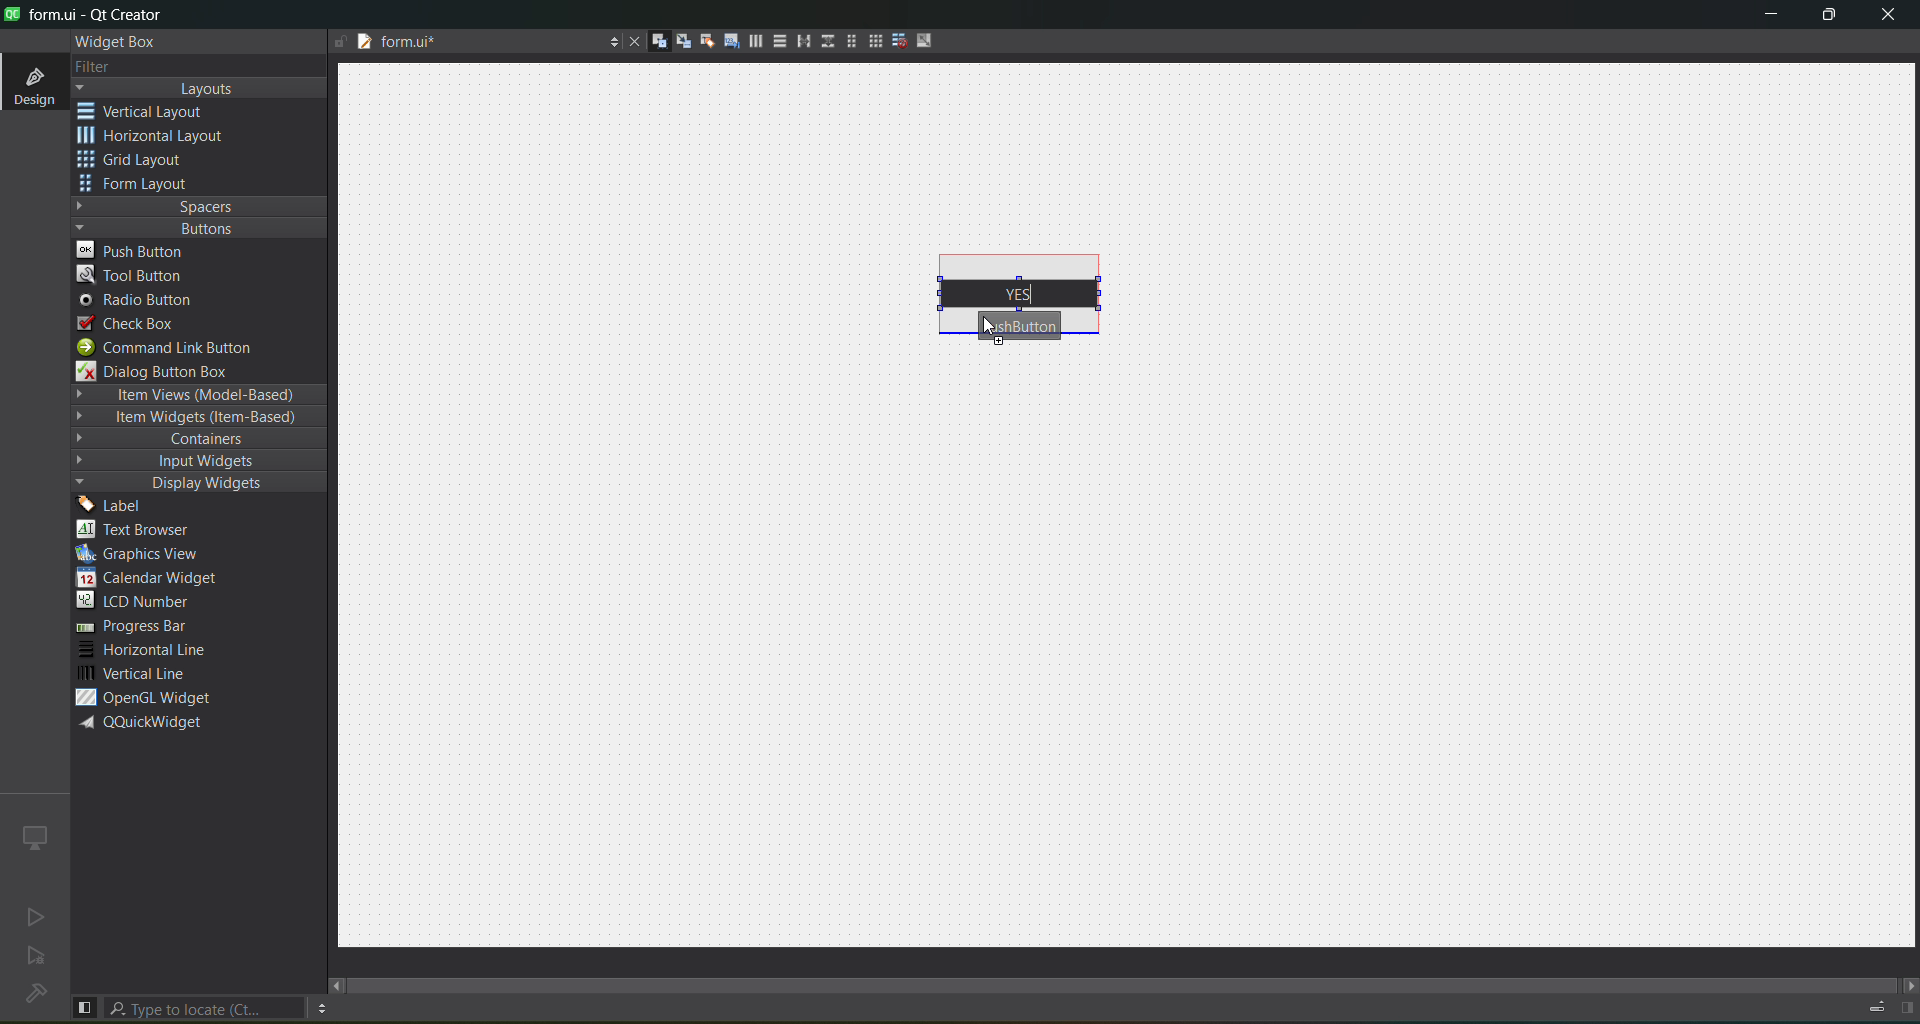 form.ui - Qt Creator
Widget Box
form.ui*
Filter
Design
Layouts
Vertical Layout
Horizontal Layout
Grid Layout
Form Layout
Spacers
Buttons
Push Button
Tool Button
Radio Button
Check Box
Command Link Button
Dialog Button Box
Item Views (Model-Based)
Item Widgets (Item-Based)
Containers
Input Widgets
Display Widgets
Label
Text Browser
Graphics View
Calendar Widget
LCD Number
Progress Bar
Horizontal Line
Vertical Line
OpenGL Widget
QQuickWidget
YES
ushButton
Type to locate (Ct...